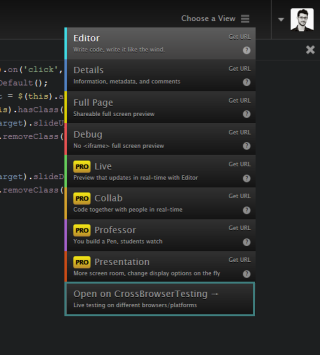 Choose a View
).on('click',
Default();
t = $(this).a
is).hasClass(
arget).slideU
.removeClass(
arget).slideD
.removeClass(
Editor Get URL
Write code, write it like the wind. ?
Details Get URL
Information, metadata, and comments ?
Full Page Get URL
Shareable full screen preview ?
Debug Get URL
No <iframe> full screen preview ?
PRO Live Get URL
Preview that updates in real-time with Editor ?
PRO Collab Get URL
Code together with people in real-time ?
PRO Professor Get URL
You build a Pen, students watch ?
PRO Presentation Get URL
More screen room, change display options on the fly ?
Open on CrossBrowserTesting →
Live testing on different browsers/platforms